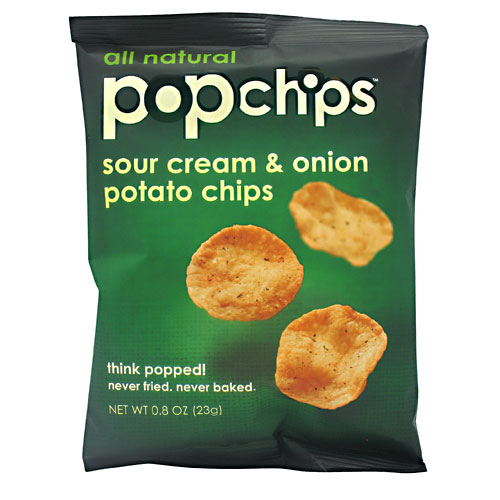 all natural
popchips™
sour cream & onion
potato chips
think popped!
never fried. never baked.
NET WT 0.8 OZ (23g)